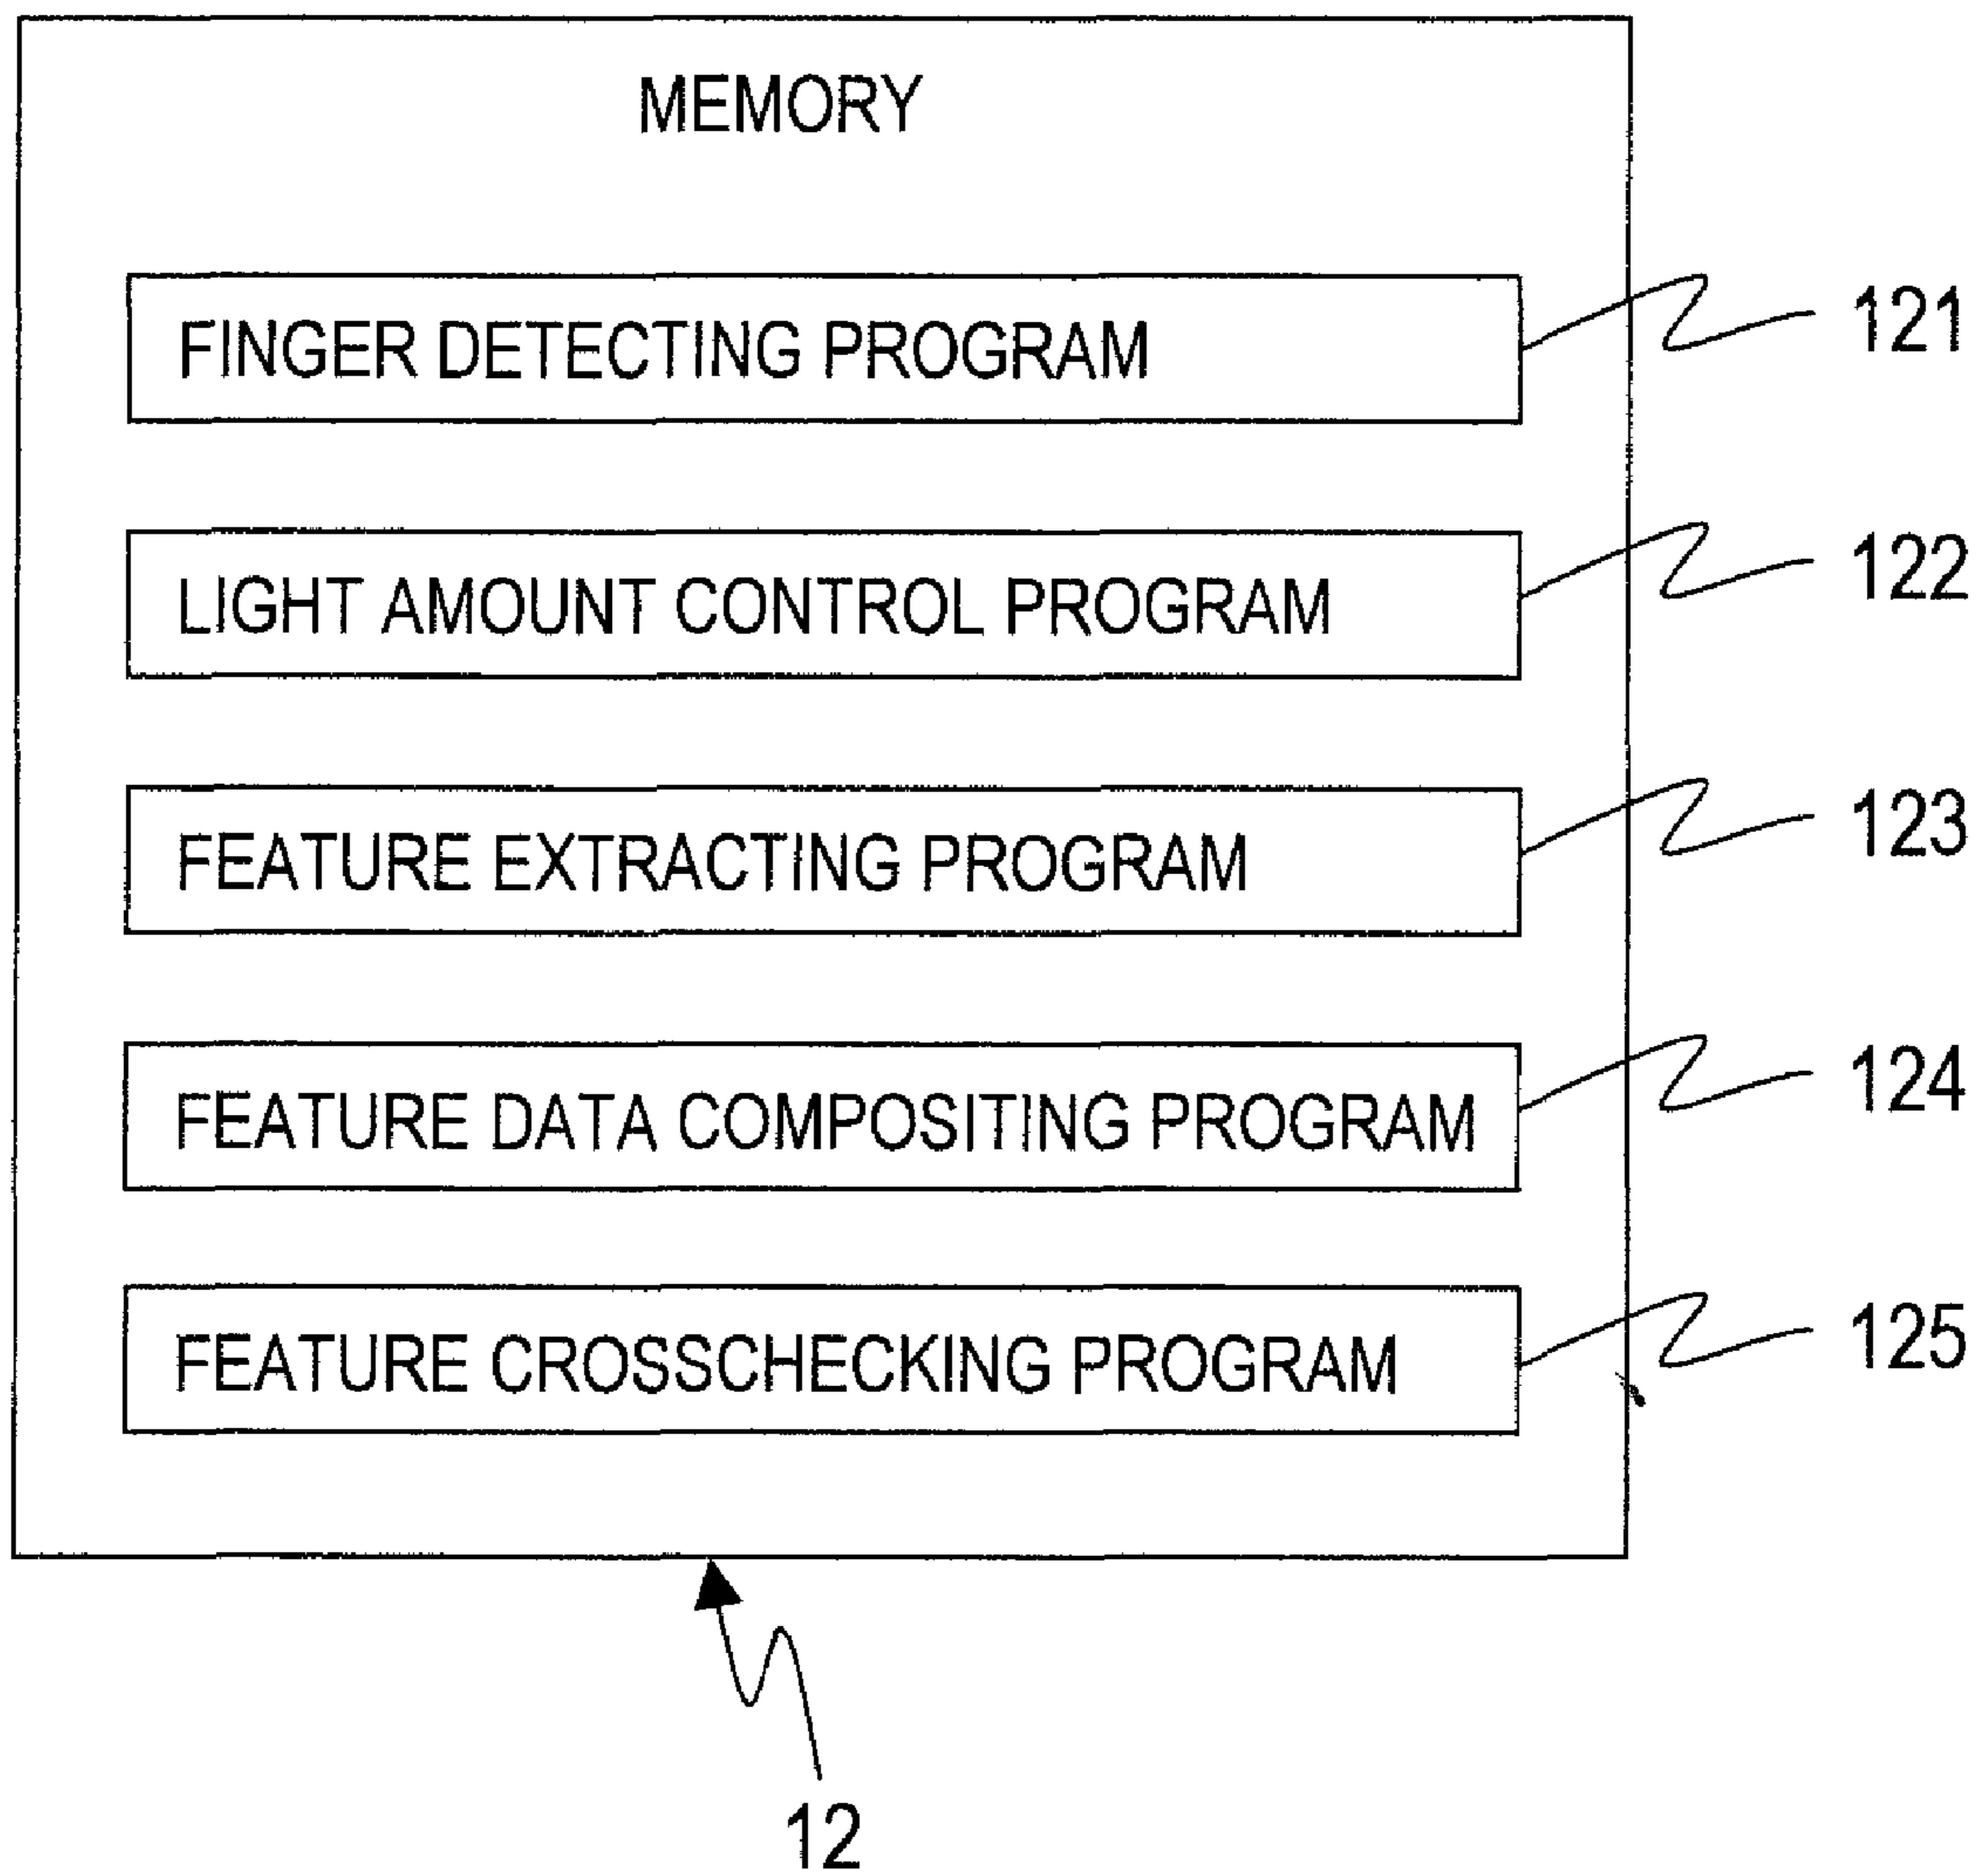 MEMORY
FINGER DETECTING PROGRAM
121
LIGHT AMOUNT CONTROL PROGRAM
122
FEATURE EXTRACTING PROGRAM
123
FEATURE DATA COMPOSITING PROGRAM
124
FEATURE CROSSCHECKING PROGRAM
125
12